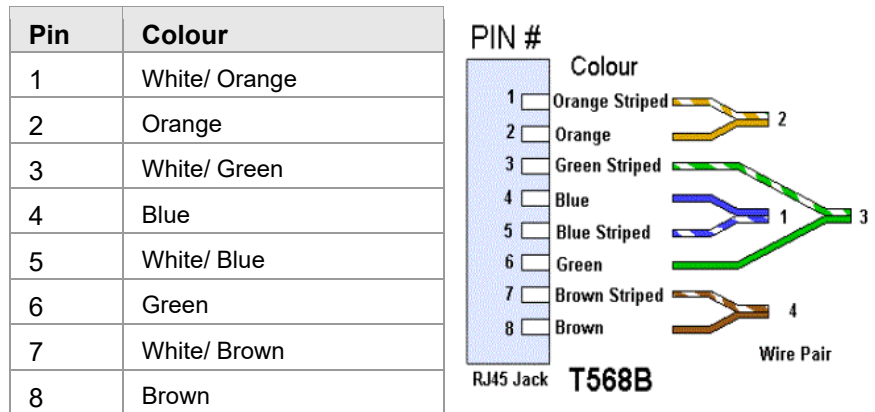 Pin Colour
1 White/ Orange
2 Orange
3 White/ Green
4 Blue
5 White/ Blue
6 Green
7 White/ Brown
8 Brown
PIN #
Colour
1 Orange Striped
2 Orange
3 Green Striped
4 Blue
5 Blue Striped
6 Green
7 Brown Striped
8 Brown
2
1
3
4
Wire Pair
RJ45 Jack T568B